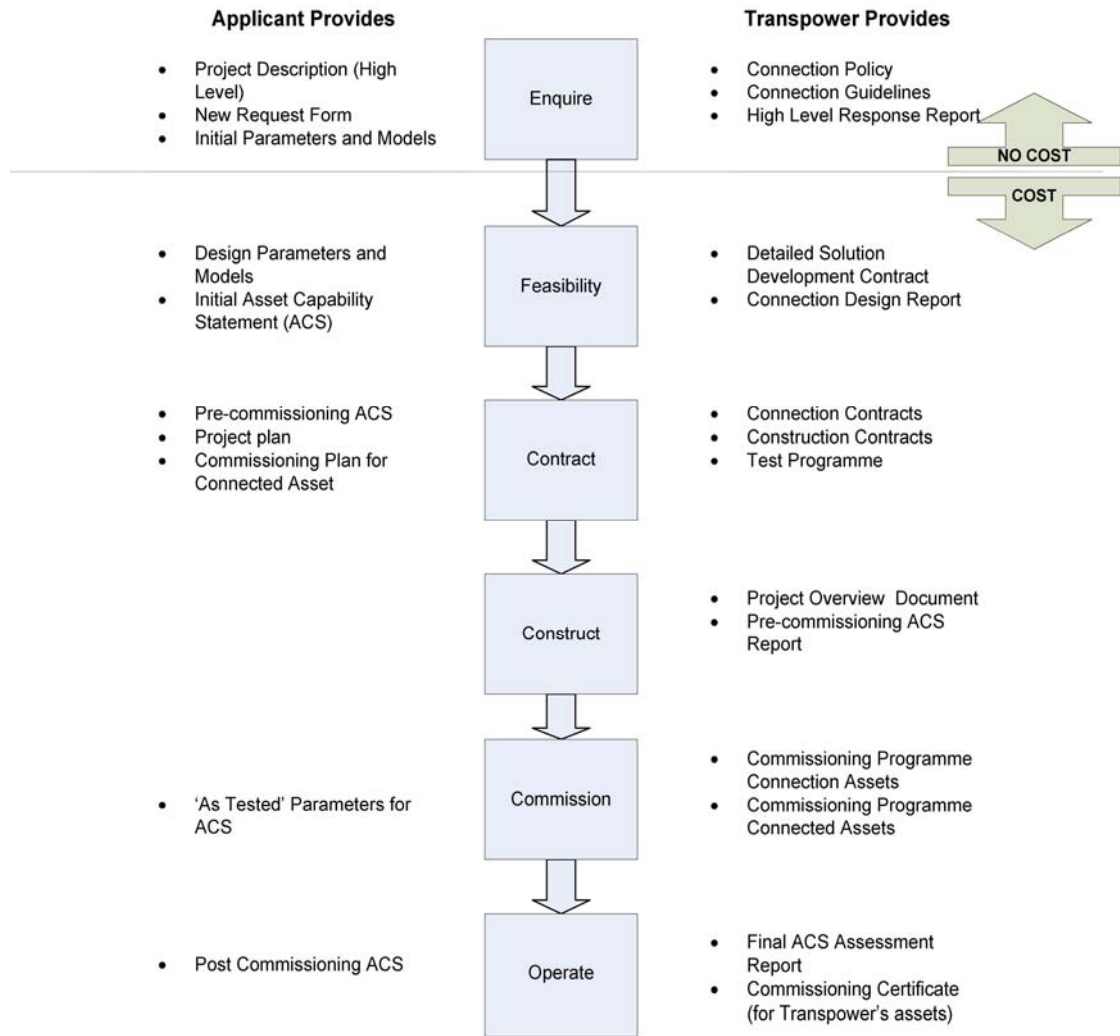 Applicant Provides
Transpower Provides
• Project Description (High
Level)
• New Request Form
• Initial Parameters and Models
Enquire
• Connection Policy
• Connection Guidelines
• High Level Response Report
NO COST
COST
• Design Parameters and
Models
• Initial Asset Capability
Statement (ACS)
Feasibility
• Detailed Solution
Development Contract
• Connection Design Report
• Pre-commissioning ACS
• Project plan
• Commissioning Plan for
Connected Asset
Contract
• Connection Contracts
• Construction Contracts
• Test Programme
Construct
• Project Overview Document
• Pre-commissioning ACS
Report
• ‘As Tested’ Parameters for
ACS
Commission
• Commissioning Programme
Connection Assets
• Commissioning Programme
Connected Assets
• Post Commissioning ACS
Operate
• Final ACS Assessment
Report
• Commissioning Certificate
(for Transpower’s assets)